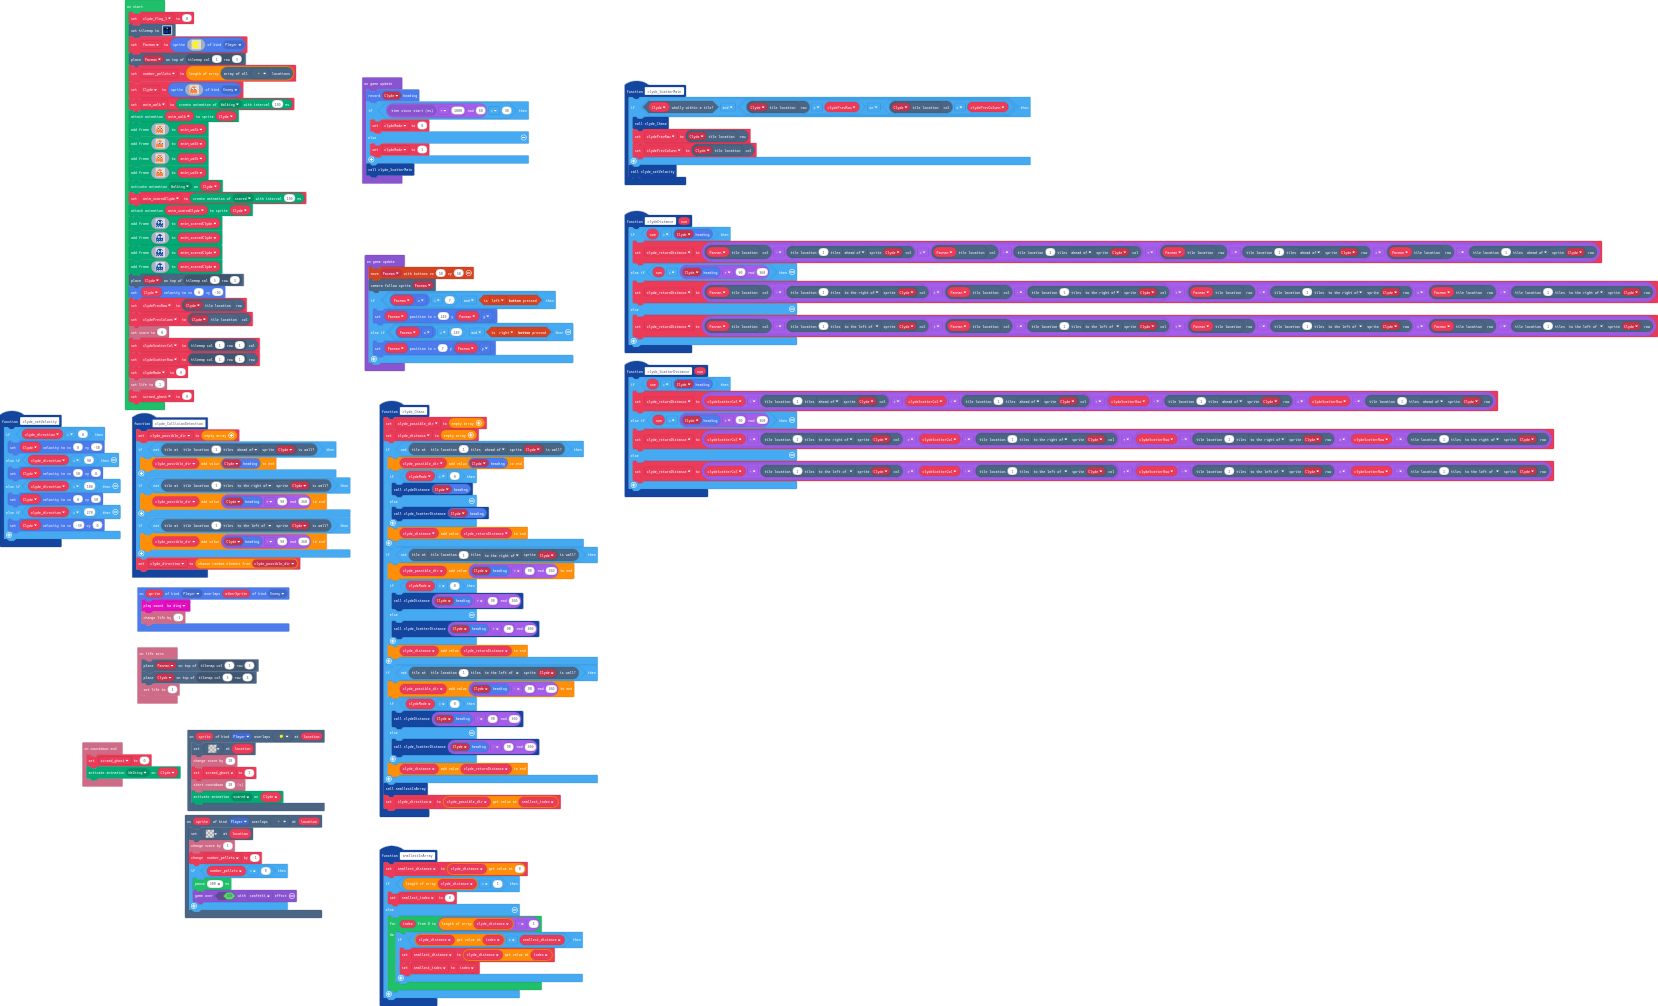 on start
set clyde_flag_1 to 0
set tilemap to
set Pacman to sprite of kind Player
place Pacman on top of tilemap col row
set number_pellets to length of array array of all locations
set Clyde to sprite of kind Enemy
set anim_walk to create animation of Walking with interval 150 ms
attach animation anim_walk to sprite Clyde
add frame to anim_walk
add frame to anim_walk
add frame to anim_walk
add frame to anim_walk
activate animation Walking on Clyde
set anim_scaredClyde to create animation of scared with interval 150 ms
attach animation anim_scaredClyde to sprite Clyde
add frame to anim_scaredClyde
add frame to anim_scaredClyde
add frame to anim_scaredClyde
add frame to anim_scaredClyde
place Clyde on top of tilemap col row
set Clyde velocity to vx 0 vy -50
set clydePrevRow to Clyde tile location row
set clydePrevColumn to Clyde tile location col
set score to 0
set clydeScatterCol to tilemap col 1 row 1 col
set clydeScatterRow to tilemap col 1 row 1 row
set clydeMode to 0
set life to
set scared_ghost to 0
function clyde_setVelocity
if clyde_direction = 0 then
set Clyde velocity to vx 0 vy -50
else if clyde_direction = 90 then
set Clyde velocity to vx 50 vy 0
else if clyde_direction = 180 then
set Clyde velocity to vx 0 vy 50
else if clyde_direction = 270 then
set Clyde velocity to vx -50 vy 0
function clyde_CollisionDetection
set clyde_possible_dir to empty array
if not tile at tile location 1 tiles ahead of sprite Clyde is wall? then
clyde_possible_dir add value Clyde heading to end
if not tile at tile location 1 tiles to the right of sprite Clyde is wall? then
clyde_possible_dir add value Clyde heading + 90 mod 360 to end
if not tile at tile location 1 tiles to the left of sprite Clyde is wall? then
clyde_possible_dir add value Clyde heading - 90 mod 360 to end
set clyde_direction to choose random element from clyde_possible_dir
on sprite of kind Player overlaps otherSprite of kind Enemy
play sound ba ding
change life by -1
on life zero
place Pacman on top of tilemap col row
place Clyde on top of tilemap col row
set life to
on countdown end
set scared_ghost to 0
activate animation Walking on Clyde
on sprite of kind Player overlaps at location
set at location
change score by 10
set scared_ghost to 1
start countdown 10 (s)
activate animation scared on Clyde
on sprite of kind Player overlaps at location
set at location
change score by 1
change number_pellets by -1
if number_pellets = 0 then
pause 100 ms
game over WIN with confetti effect
on game update
record Clyde heading
if time since start (ms) ÷ 1000 mod 60 < 30 then
set clydeMode to 0
else
set clydeMode to 1
call clyde_ScatterMain
on game update
move Pacman with buttons vx 50 vy 50
camera follow sprite Pacman
if Pacman x < 7 and is left button pressed then
set Pacman position to x 149 y Pacman y
else if Pacman x > 149 and is right button pressed then
set Pacman position to x 7 y Pacman y
function clyde_Chase
set clyde_possible_dir to empty array
set clyde_distance to empty array
if not tile at tile location 1 tiles ahead of sprite Clyde is wall? then
clyde_possible_dir add value Clyde heading to end
if clydeMode = 0 then
call clydeDistance Clyde heading
else
call clyde_ScatterDistance Clyde heading
clyde_distance add value clyde_returnDistance to end
if not tile at tile location 1 tiles to the right of sprite Clyde is wall? then
clyde_possible_dir add value Clyde heading + 90 mod 360 to end
if clydeMode = 0 then
call clydeDistance Clyde heading + 90 mod 360
else
call clyde_ScatterDistance Clyde heading + 90 mod 360
clyde_distance add value clyde_returnDistance to end
if not tile at tile location 1 tiles to the left of sprite Clyde is wall? then
clyde_possible_dir add value Clyde heading - 90 mod 360 to end
if clydeMode = 0 then
call clydeDistance Clyde heading - 90 mod 360
else
call clyde_ScatterDistance Clyde heading - 90 mod 360
clyde_distance add value clyde_returnDistance to end
call smallestInArray
set clyde_direction to clyde_possible_dir get value at smallest_index
function smallestInArray
set smallest_distance to clyde_distance get value at 0
if length of array clyde_distance = 1 then
set smallest_index to 0
else
for index from 0 to length of array clyde_distance - 1
do
if clyde_distance get value at index ≤ smallest_distance then
set smallest_distance to clyde_distance get value at index
set smallest_index to index
function clyde_ScatterMain
if Clyde wholly within a tile? and Clyde tile location row ≠ clydePrevRow or Clyde tile location col ≠ clydePrevColumn then
call clyde_Chase
set clydePrevRow to Clyde tile location row
set clydePrevColumn to Clyde tile location col
call clyde_setVelocity
function clydeDistance num
if num = Clyde heading then
set clyde_returnDistance to Pacman tile location col - tile location 1 tiles ahead of sprite Clyde col × Pacman tile location col - tile location 1 tiles ahead of sprite Clyde col + Pacman tile location row - tile location 1 tiles ahead of sprite Clyde row × Pacman tile location row - tile location 1 tiles ahead of sprite Clyde row
else if num = Clyde heading + 90 mod 360 then
set clyde_returnDistance to Pacman tile location col - tile location 1 tiles to the right of sprite Clyde col × Pacman tile location col - tile location 1 tiles to the right of sprite Clyde col + Pacman tile location row - tile location 1 tiles to the right of sprite Clyde row × Pacman tile location row - tile location 1 tiles to the right of sprite Clyde row
else
set clyde_returnDistance to Pacman tile location col - tile location 1 tiles to the left of sprite Clyde col × Pacman tile location col - tile location 1 tiles to the left of sprite Clyde col + Pacman tile location row - tile location 1 tiles to the left of sprite Clyde row × Pacman tile location row - tile location 1 tiles to the left of sprite Clyde row
function clyde_ScatterDistance num
if num = Clyde heading then
set clyde_returnDistance to clydeScatterCol - tile location 1 tiles ahead of sprite Clyde col × clydeScatterCol - tile location 1 tiles ahead of sprite Clyde col + clydeScatterRow - tile location 1 tiles ahead of sprite Clyde row × clydeScatterRow - tile location 1 tiles ahead of sprite Clyde row
else if num = Clyde heading + 90 mod 360 then
set clyde_returnDistance to clydeScatterCol - tile location 1 tiles to the right of sprite Clyde col × clydeScatterCol - tile location 1 tiles to the right of sprite Clyde col + clydeScatterRow - tile location 1 tiles to the right of sprite Clyde row × clydeScatterRow - tile location 1 tiles to the right of sprite Clyde row
else
set clyde_returnDistance to clydeScatterCol - tile location 1 tiles to the left of sprite Clyde col × clydeScatterCol - tile location 1 tiles to the left of sprite Clyde col + clydeScatterRow - tile location 1 tiles to the left of sprite Clyde row × clydeScatterRow - tile location 1 tiles to the left of sprite Clyde row